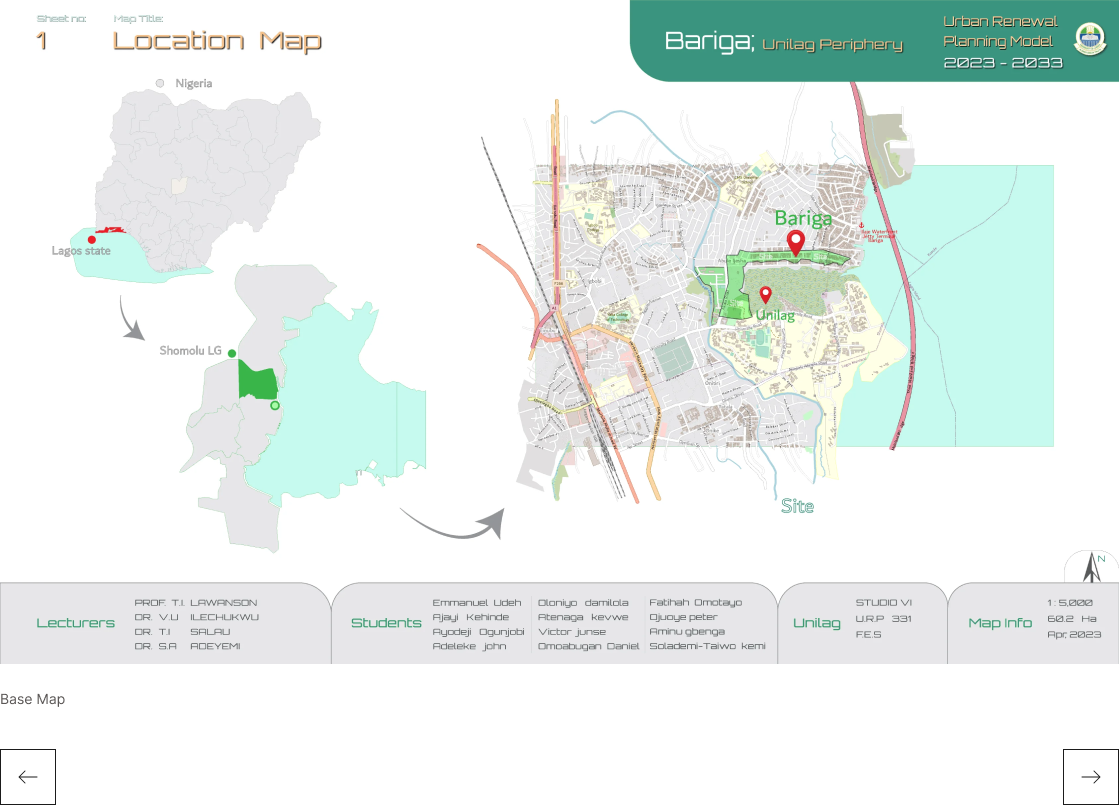 Sheet no: Map Title:
1 Location Map
Bariga; Unilag Periphery
Urban Renewal
Planning Model
2023 - 2033
Nigeria
Lagos state
Shomolu LG
Bariga
Unilag
Site
N
Lecturers
PROF. T.I. LAWANSON
DR. V.U ILECHUKWU
DR. T.I SALAU
DR. S.A ADEYEMI
Students
Emmanuel Udeh
Ajayi Kehinde
Ayodeji Ogunjobi
Adeleke john
Oloniyo damilola
Atenaga kevwe
Victor junse
Omoabugan Daniel
Fatihah Omotayo
Ojuoye peter
Aminu gbenga
Solademi-Taiwo kemi
Unilag
STUDIO VI
U.R.P 331
F.E.S
Map Info
1 : 5,000
60.2 Ha
Apr, 2023
Base Map